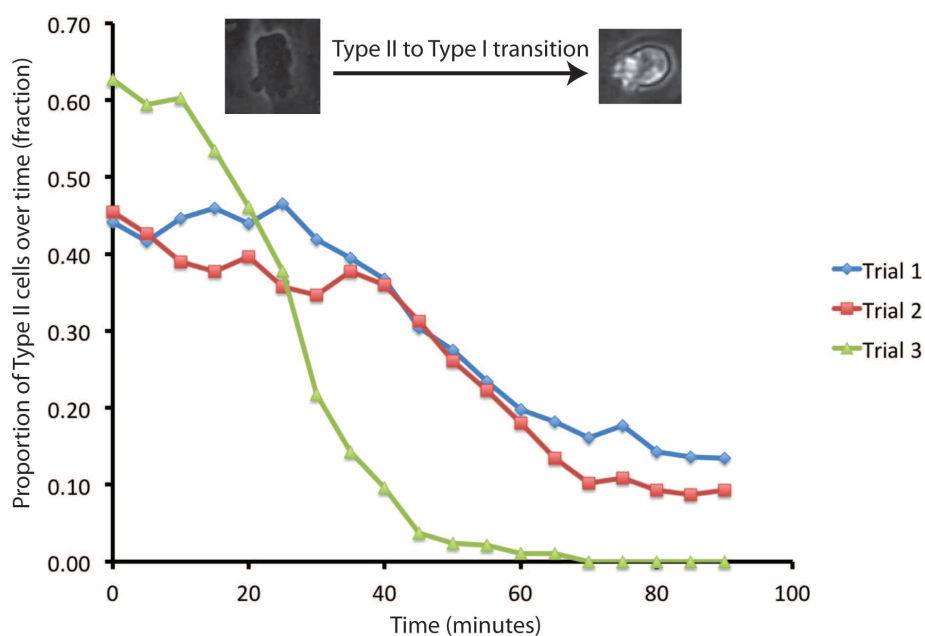 Type II to Type I transition
Proportion of Type II cells over time (fraction)
0.70
0.60
0.50
0.40
0.30
0.20
0.10
0.00
0 20 40 60 80 100
Time (minutes)
Trial 1
Trial 2
Trial 3